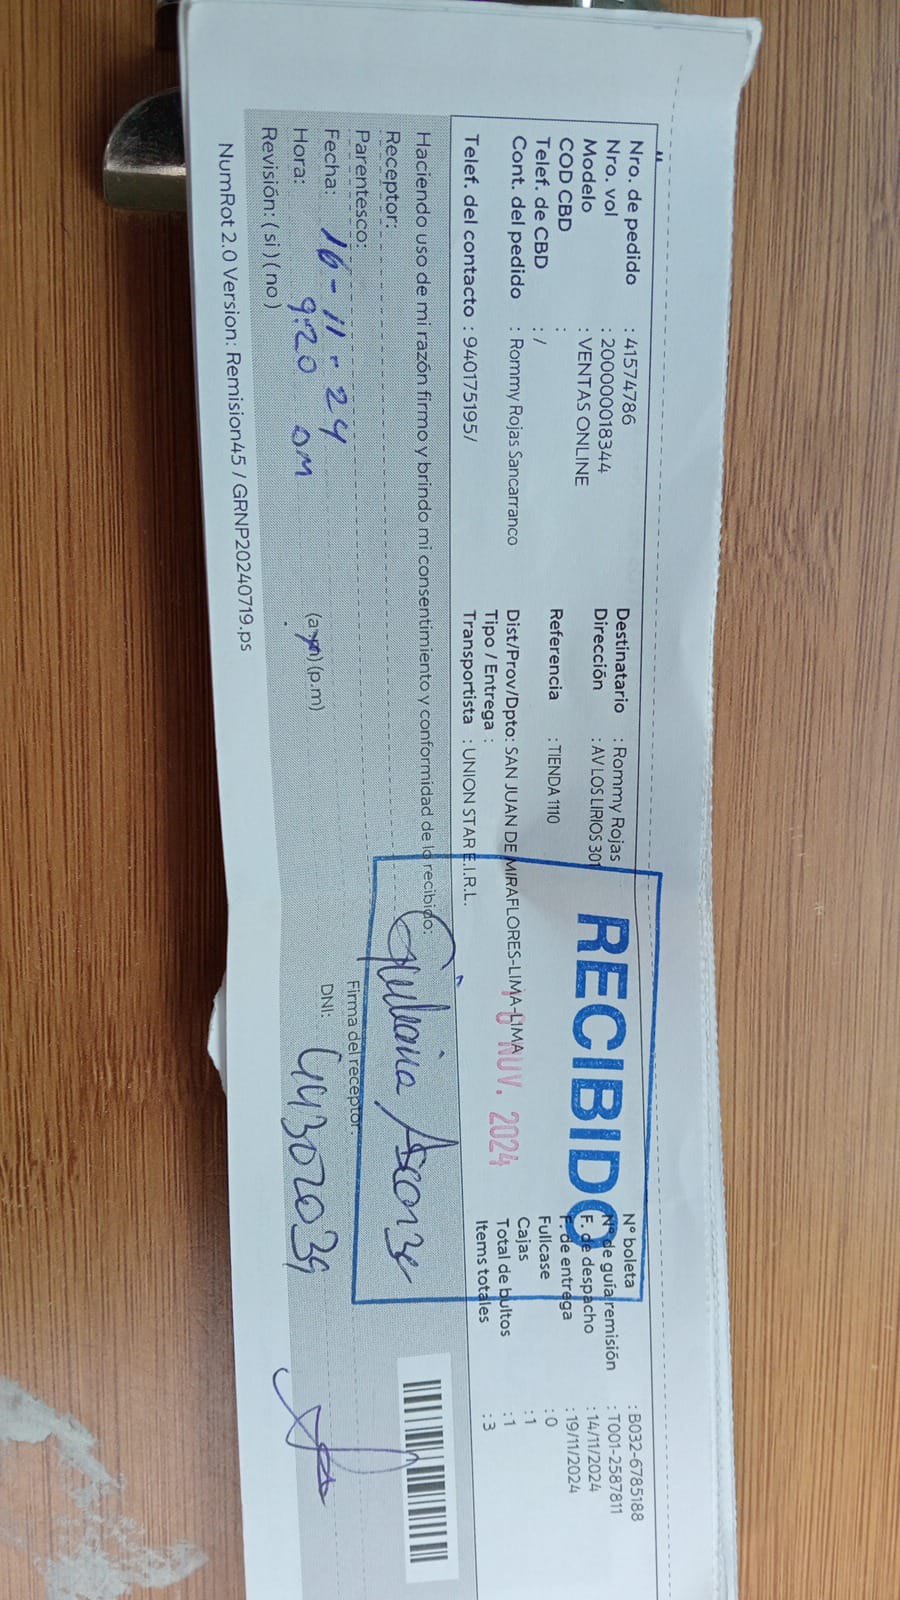 Nro. de pedido : 41574786
Nro. vol : 20000018344
Modelo : VENTAS ONLINE
COD CBD :
Telef. de CBD : /
Cont. del pedido : Rommy Rojas Sancarranco
Telef. del contacto : 940175195/
Destinatario : Rommy Rojas
Dirección : AV LOS LIRIOS 301
Referencia : TIENDA 1110
Dist/Prov/Dpto: SAN JUAN DE MIRAFLORES-LIMA-LIMA
Tipo / Entrega :
Transportista : UNION STAR E.I.R.L.
RECIBIDO
NOV. 2024
N° boleta : B032-6785188
N° de guía remisión : T001-2587811
F. de despacho : 14/11/2024
F. de entrega : 19/11/2024
Fullcase : 0
Cajas : 1
Total de bultos : 1
Items totales : 3
Haciendo uso de mi razón firmo y brindo mi consentimiento y conformidad de lo recibido:
Receptor:
Parentesco:
Fecha: 16-11-24
Hora: 9:20 am (a.m) (p.m)
Revisión: ( si ) ( no )
Firma del receptor:
DNI: 44302039
NumRot 2.0 Version: Remision45 / GRNP20240719.ps